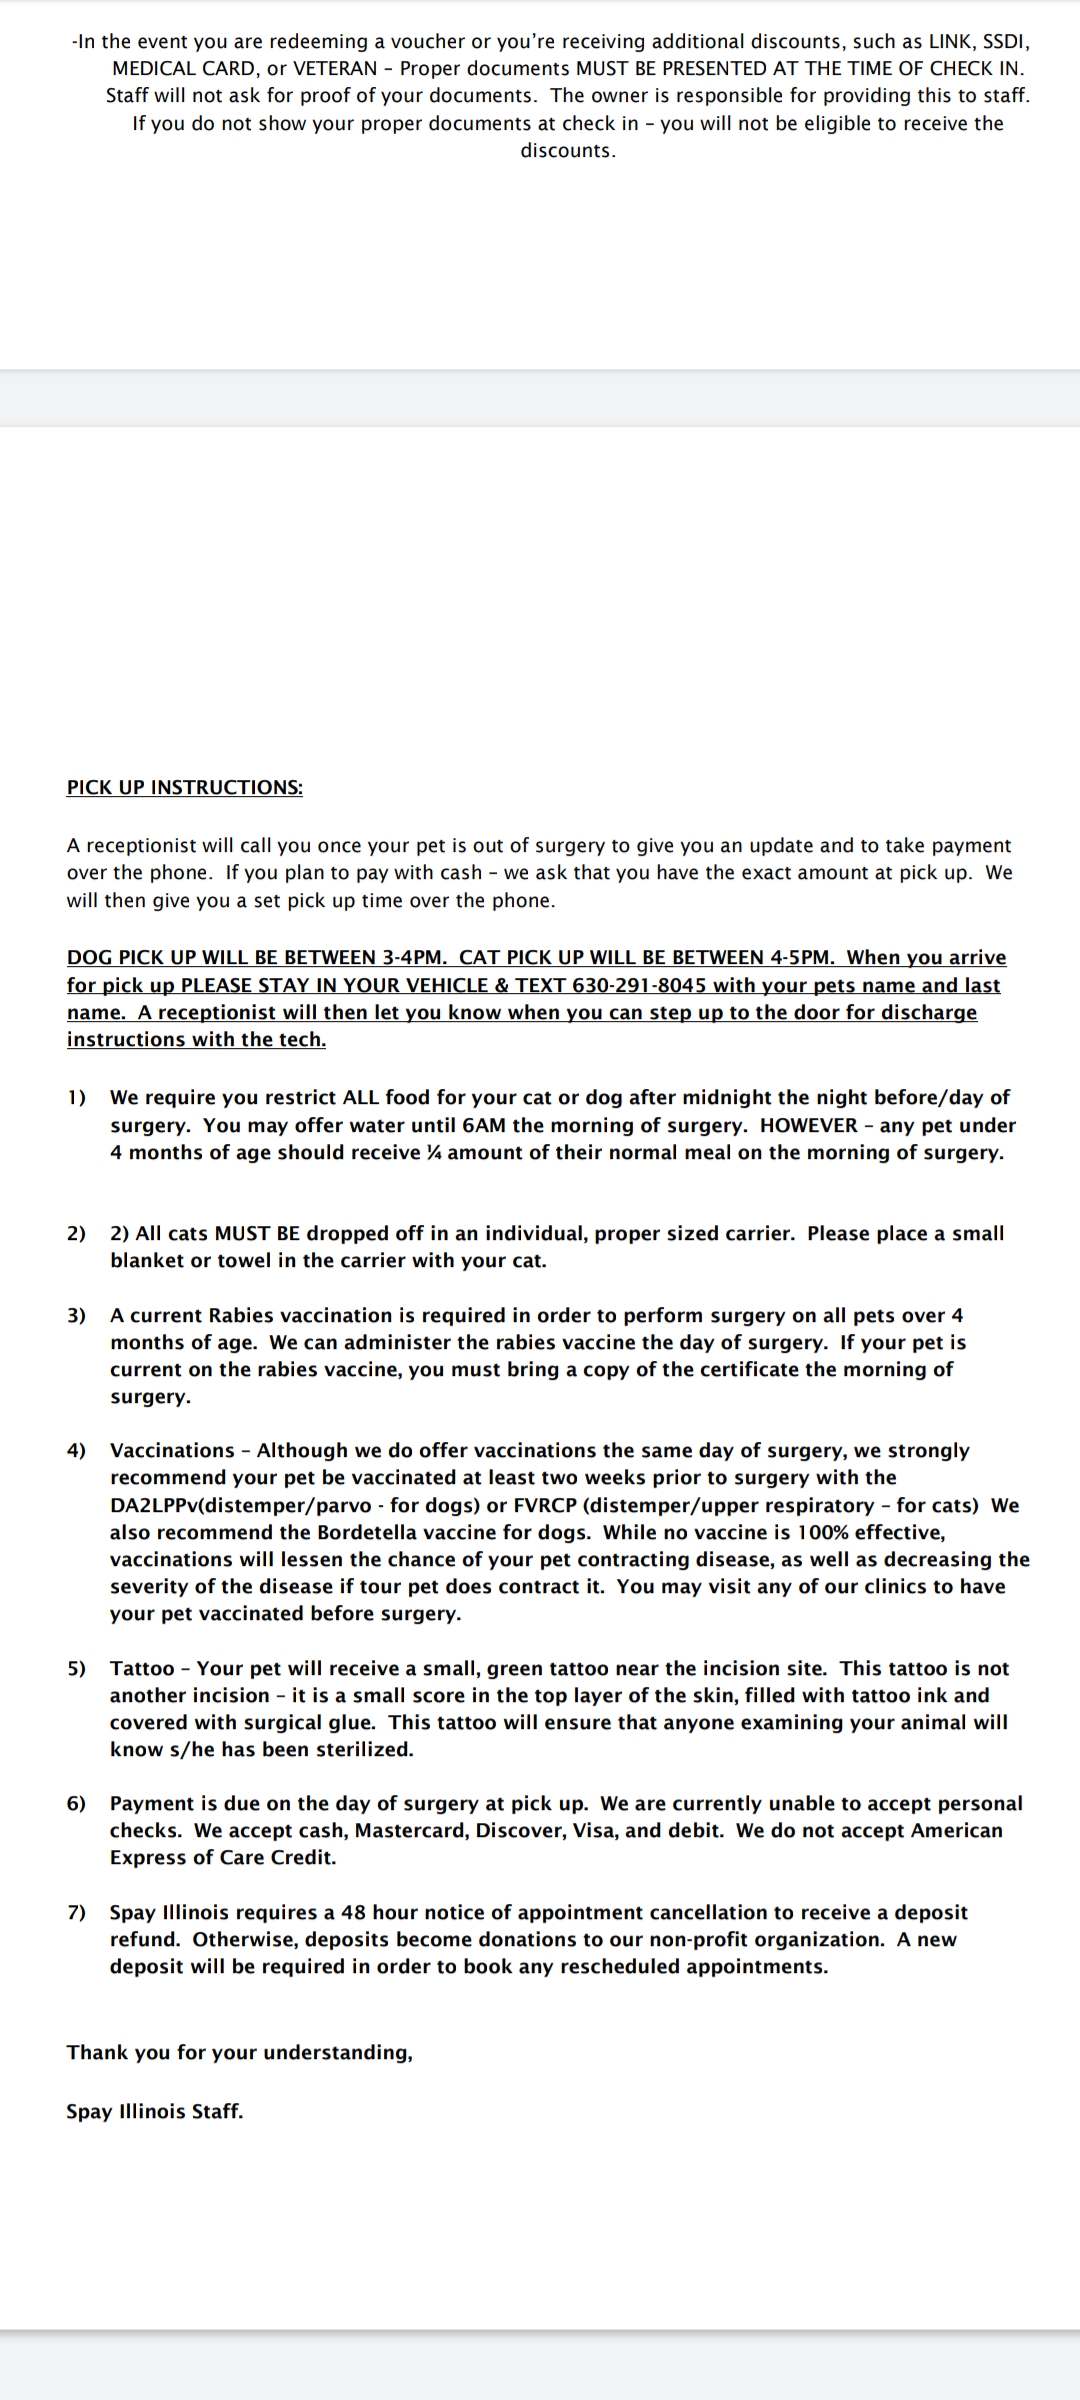 -In the event you are redeeming a voucher or you’re receiving additional discounts, such as LINK, SSDI,
MEDICAL CARD, or VETERAN – Proper documents MUST BE PRESENTED AT THE TIME OF CHECK IN.
Staff will not ask for proof of your documents.  The owner is responsible for providing this to staff.
If you do not show your proper documents at check in – you will not be eligible to receive the
discounts.
PICK UP INSTRUCTIONS:
A receptionist will call you once your pet is out of surgery to give you an update and to take payment
over the phone.  If you plan to pay with cash – we ask that you have the exact amount at pick up.  We
will then give you a set pick up time over the phone.
DOG PICK UP WILL BE BETWEEN 3-4PM.  CAT PICK UP WILL BE BETWEEN 4-5PM.  When you arrive
for pick up PLEASE STAY IN YOUR VEHICLE & TEXT 630-291-8045 with your pets name and last
name.  A receptionist will then let you know when you can step up to the door for discharge
instructions with the tech.
1) We require you restrict ALL food for your cat or dog after midnight the night before/day of
surgery.  You may offer water until 6AM the morning of surgery.  HOWEVER – any pet under
4 months of age should receive ¼ amount of their normal meal on the morning of surgery.
2) 2) All cats MUST BE dropped off in an individual, proper sized carrier.  Please place a small
blanket or towel in the carrier with your cat.
3) A current Rabies vaccination is required in order to perform surgery on all pets over 4
months of age.  We can administer the rabies vaccine the day of surgery.  If your pet is
current on the rabies vaccine, you must bring a copy of the certificate the morning of
surgery.
4) Vaccinations – Although we do offer vaccinations the same day of surgery, we strongly
recommend your pet be vaccinated at least two weeks prior to surgery with the
DA2LPPv(distemper/parvo - for dogs) or FVRCP (distemper/upper respiratory – for cats)  We
also recommend the Bordetella vaccine for dogs.  While no vaccine is 100% effective,
vaccinations will lessen the chance of your pet contracting disease, as well as decreasing the
severity of the disease if tour pet does contract it.  You may visit any of our clinics to have
your pet vaccinated before surgery.
5) Tattoo – Your pet will receive a small, green tattoo near the incision site.  This tattoo is not
another incision – it is a small score in the top layer of the skin, filled with tattoo ink and
covered with surgical glue.  This tattoo will ensure that anyone examining your animal will
know s/he has been sterilized.
6) Payment is due on the day of surgery at pick up.  We are currently unable to accept personal
checks.  We accept cash, Mastercard, Discover, Visa, and debit.  We do not accept American
Express of Care Credit.
7) Spay Illinois requires a 48 hour notice of appointment cancellation to receive a deposit
refund.  Otherwise, deposits become donations to our non-profit organization.  A new
deposit will be required in order to book any rescheduled appointments.
Thank you for your understanding,
Spay Illinois Staff.